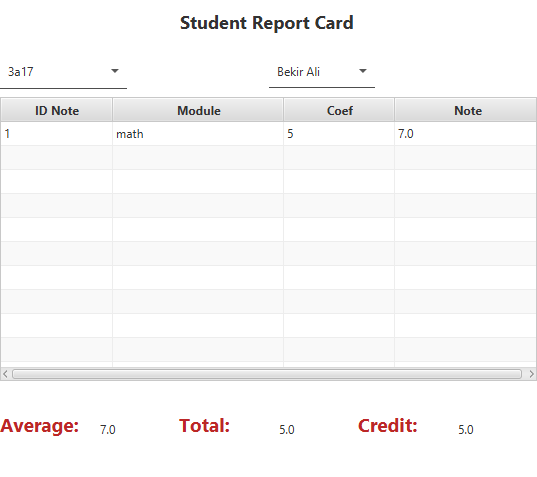 Student Report Card
3a17 Bekir Ali
ID Note Module Coef Note
1 math 5 7.0
Average: 7.0 Total: 5.0 Credit: 5.0